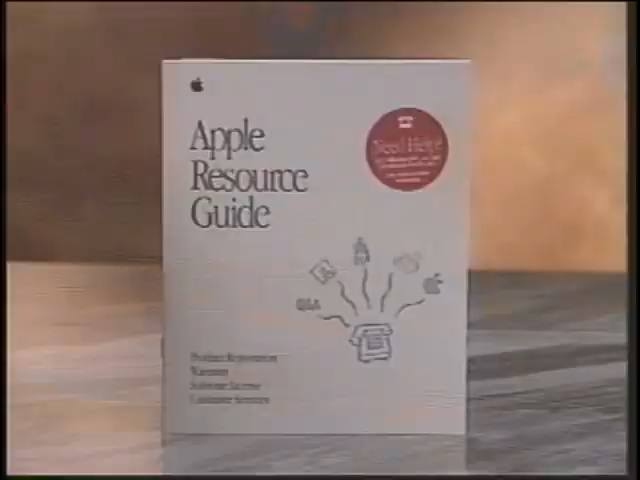 Apple
Resource
Guide
Need Help?
Q&A
Product Registration
Warranty
Software License
Customer Services